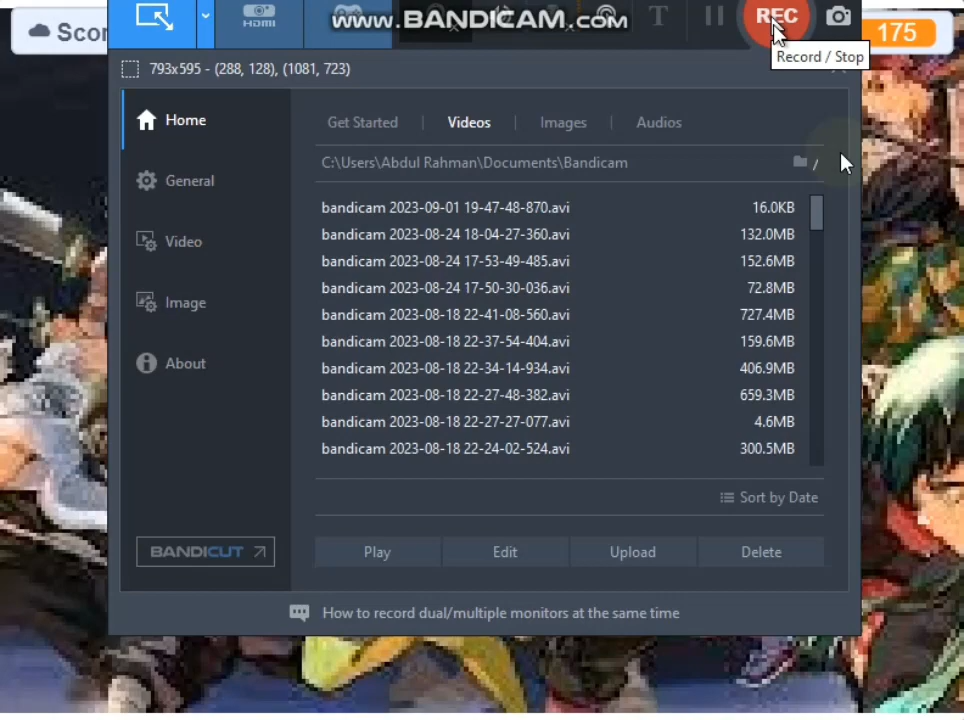 Scor
HDMI
www.BANDICAM.com
T
REC
175
Record / Stop
793x595 - (288, 128), (1081, 723)
Home
General
Video
Image
About
BANDICUT
Get Started | Videos | Images | Audios
C:\Users\Abdul Rahman\Documents\Bandicam /
bandicam 2023-09-01 19-47-48-870.avi 16.0KB
bandicam 2023-08-24 18-04-27-360.avi 132.0MB
bandicam 2023-08-24 17-53-49-485.avi 152.6MB
bandicam 2023-08-24 17-50-30-036.avi 72.8MB
bandicam 2023-08-18 22-41-08-560.avi 727.4MB
bandicam 2023-08-18 22-37-54-404.avi 159.6MB
bandicam 2023-08-18 22-34-14-934.avi 406.9MB
bandicam 2023-08-18 22-27-48-382.avi 659.3MB
bandicam 2023-08-18 22-27-27-077.avi 4.6MB
bandicam 2023-08-18 22-24-02-524.avi 300.5MB
Sort by Date
Play Edit Upload Delete
How to record dual/multiple monitors at the same time